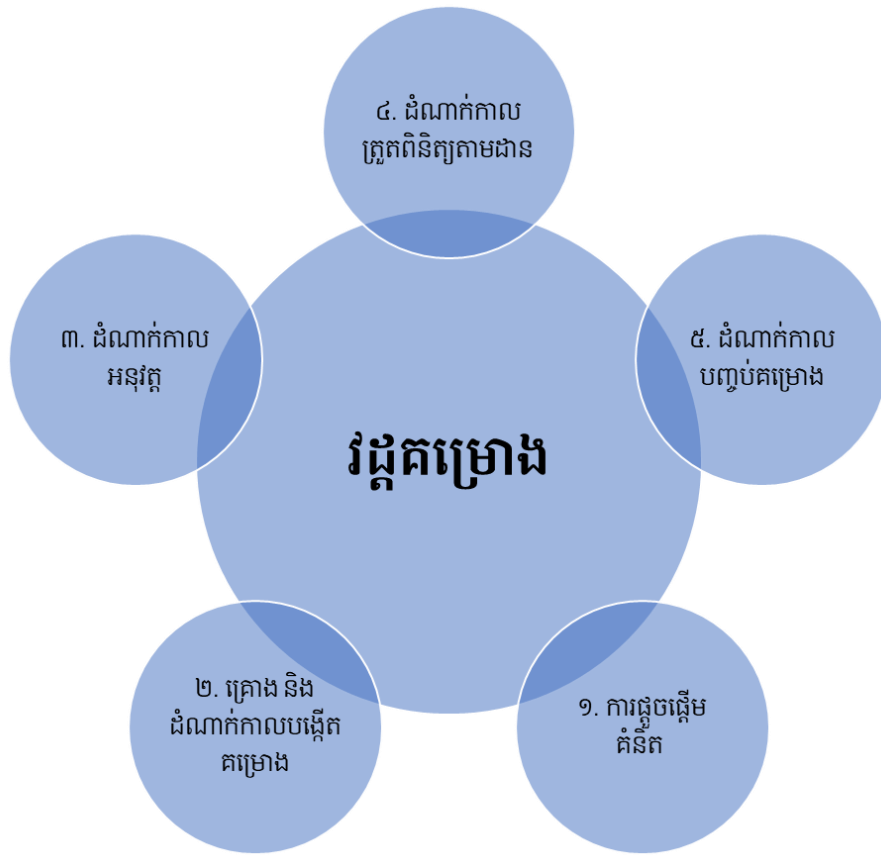 ៤. ដំណាក់កាល
ត្រួតពិនិត្យតាមដាន
៣. ដំណាក់កាល
អនុវត្ត
៥. ដំណាក់កាល
បញ្ចប់គម្រោង
វដ្តគម្រោង
២. គ្រោង និង
ដំណាក់កាលបង្កើត
គម្រោង
១. ការផ្តួចផ្តើម
គំនិត